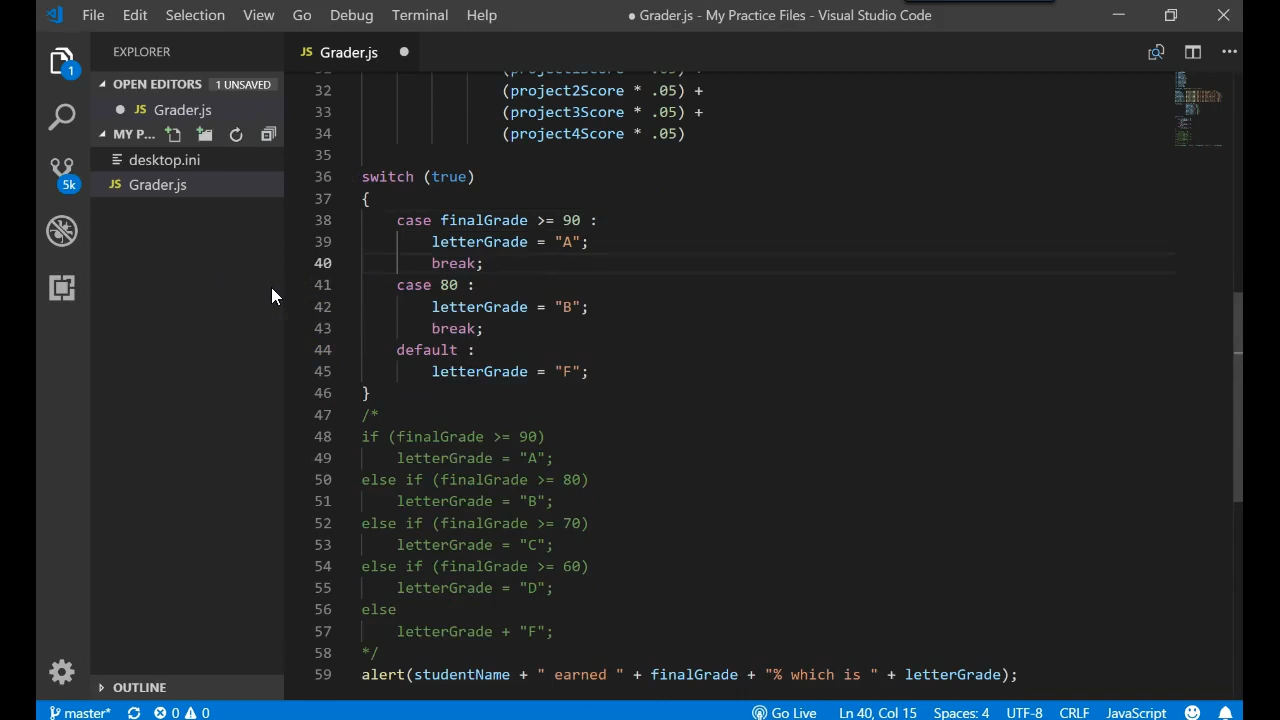 File Edit Selection View Go Debug Terminal Help ● Grader.js - My Practice Files - Visual Studio Code
EXPLORER
JS Grader.js
OPEN EDITORS 1 UNSAVED
JS Grader.js
MY P...
desktop.ini
JS Grader.js
1
5k
OUTLINE
(project1Score * .05) +
32 (project2Score * .05) +
33 (project3Score * .05) +
34 (project4Score * .05)
35
36 switch (true)
37 {
38 case finalGrade >= 90 :
39 letterGrade = "A";
40 break;
41 case 80 :
42 letterGrade = "B";
43 break;
44 default :
45 letterGrade = "F";
46 }
47 /*
48 if (finalGrade >= 90)
49 letterGrade = "A";
50 else if (finalGrade >= 80)
51 letterGrade = "B";
52 else if (finalGrade >= 70)
53 letterGrade = "C";
54 else if (finalGrade >= 60)
55 letterGrade = "D";
56 else
57 letterGrade + "F";
58 */
59 alert(studentName + " earned " + finalGrade + "% which is " + letterGrade);
master* 0 0 Go Live Ln 40, Col 15 Spaces: 4 UTF-8 CRLF JavaScript